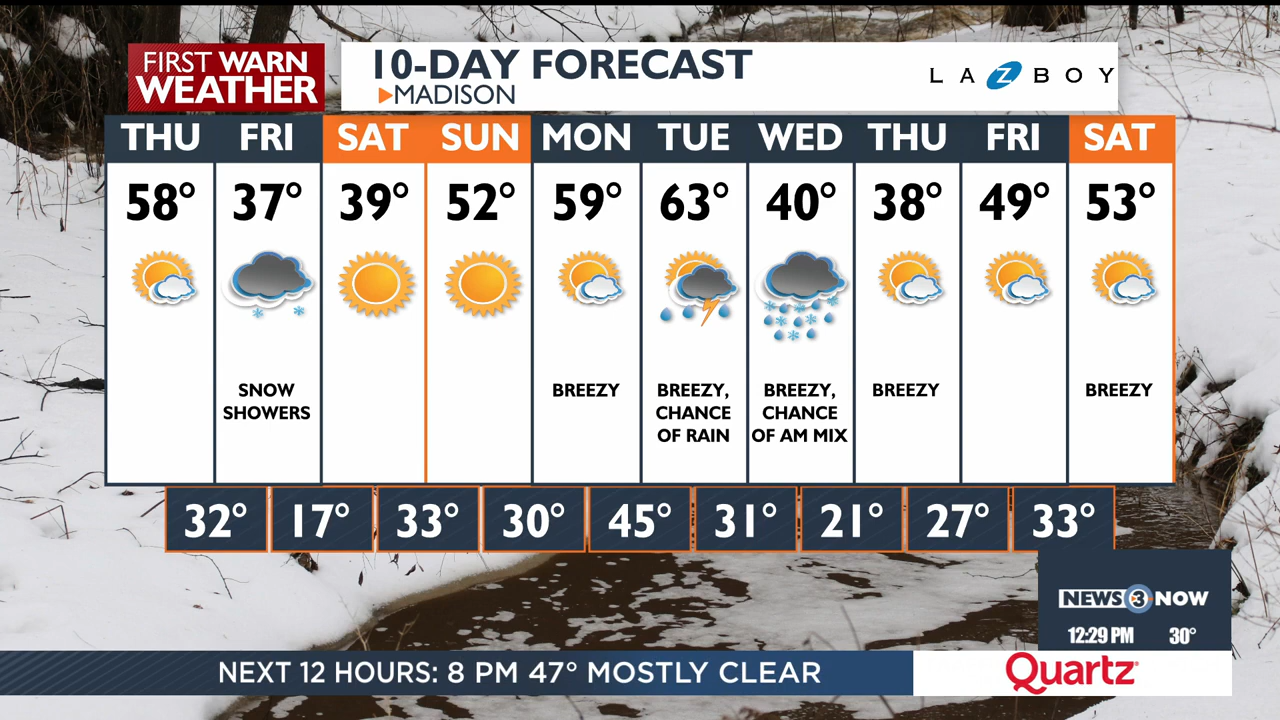 FIRST WARN
WEATHER
10-DAY FORECAST
MADISON
LA Z BOY
THU FRI SAT SUN MON TUE WED THU FRI SAT
58° 37° 39° 52° 59° 63° 40° 38° 49° 53°
SNOW SHOWERS
BREEZY
BREEZY, CHANCE OF RAIN
BREEZY, CHANCE OF AM MIX
BREEZY
BREEZY
32° 17° 33° 30° 45° 31° 21° 27° 33°
NEWS 3 NOW
12:29 PM 30°
NEXT 12 HOURS: 8 PM 47° MOSTLY CLEAR
Quartz